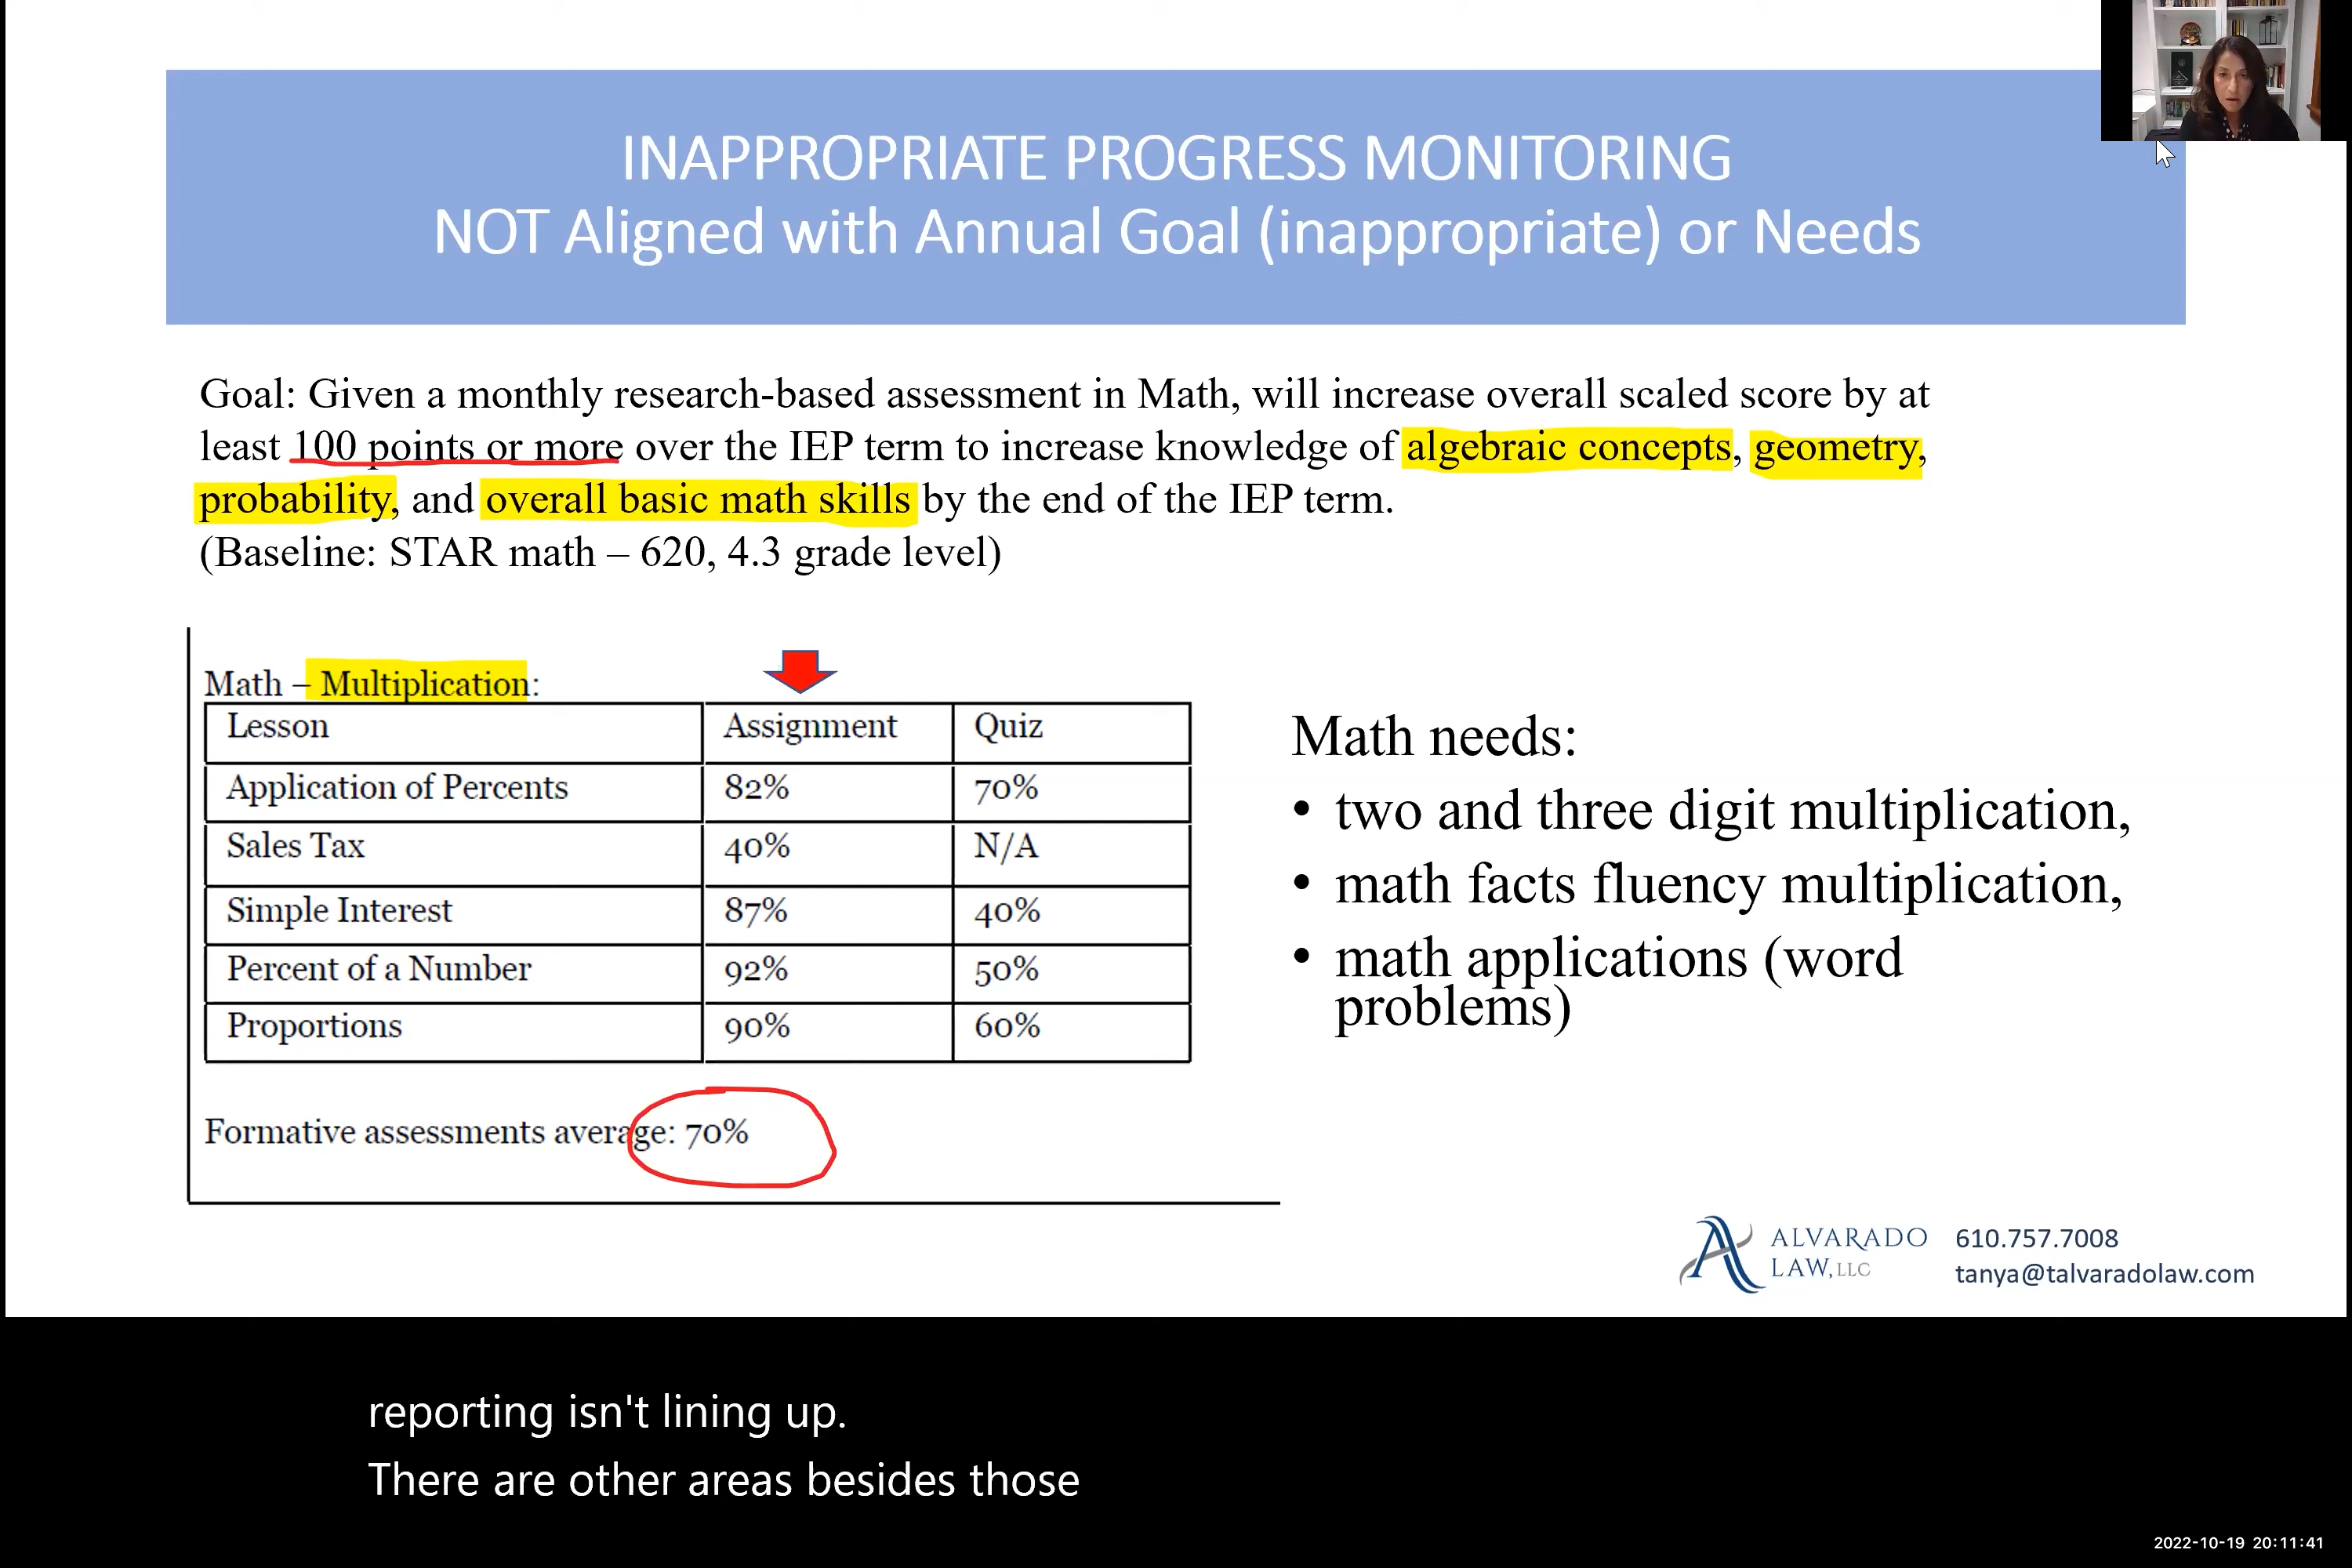 INAPPROPRIATE PROGRESS MONITORING
NOT Aligned with Annual Goal (inappropriate) or Needs
Goal: Given a monthly research-based assessment in Math, will increase overall scaled score by at
least 100 points or more over the IEP term to increase knowledge of algebraic concepts, geometry,
probability, and overall basic math skills by the end of the IEP term.
(Baseline: STAR math – 620, 4.3 grade level)
Math – Multiplication:
Lesson Assignment Quiz
Application of Percents 82% 70%
Sales Tax 40% N/A
Simple Interest 87% 40%
Percent of a Number 92% 50%
Proportions 90% 60%
Formative assessments average: 70%
Math needs:
• two and three digit multiplication,
• math facts fluency multiplication,
• math applications (word
problems)
ALVARADO
LAW, LLC
610.757.7008
tanya@talvaradolaw.com
reporting isn't lining up.
There are other areas besides those
2022-10-19 20:11:41